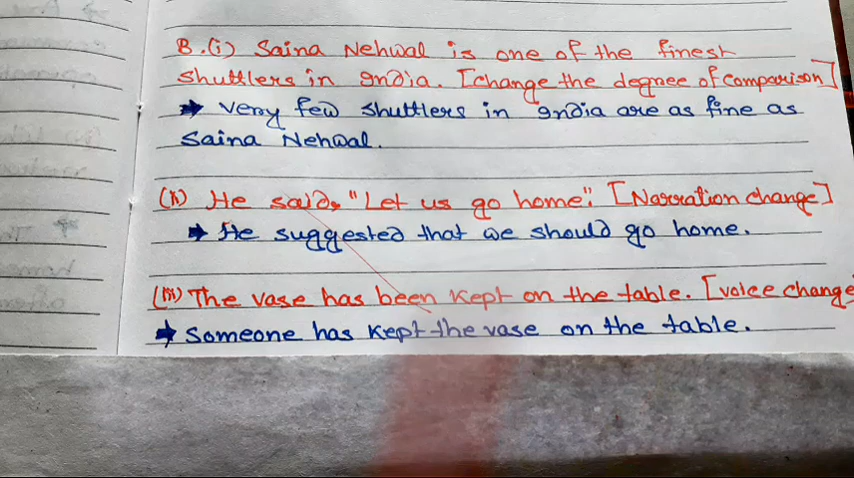 B.(i) Saina Nehwal is one of the finest
shuttlers in India. [change the degree of comparison]
→ Very few shuttlers in India are as fine as
Saina Nehwal.
(ii) He said, "Let us go home". [Narration change]
→ He suggested that we should go home.
(iii) The vase has been kept on the table. [voice change
→ Someone has kept the vase on the table.